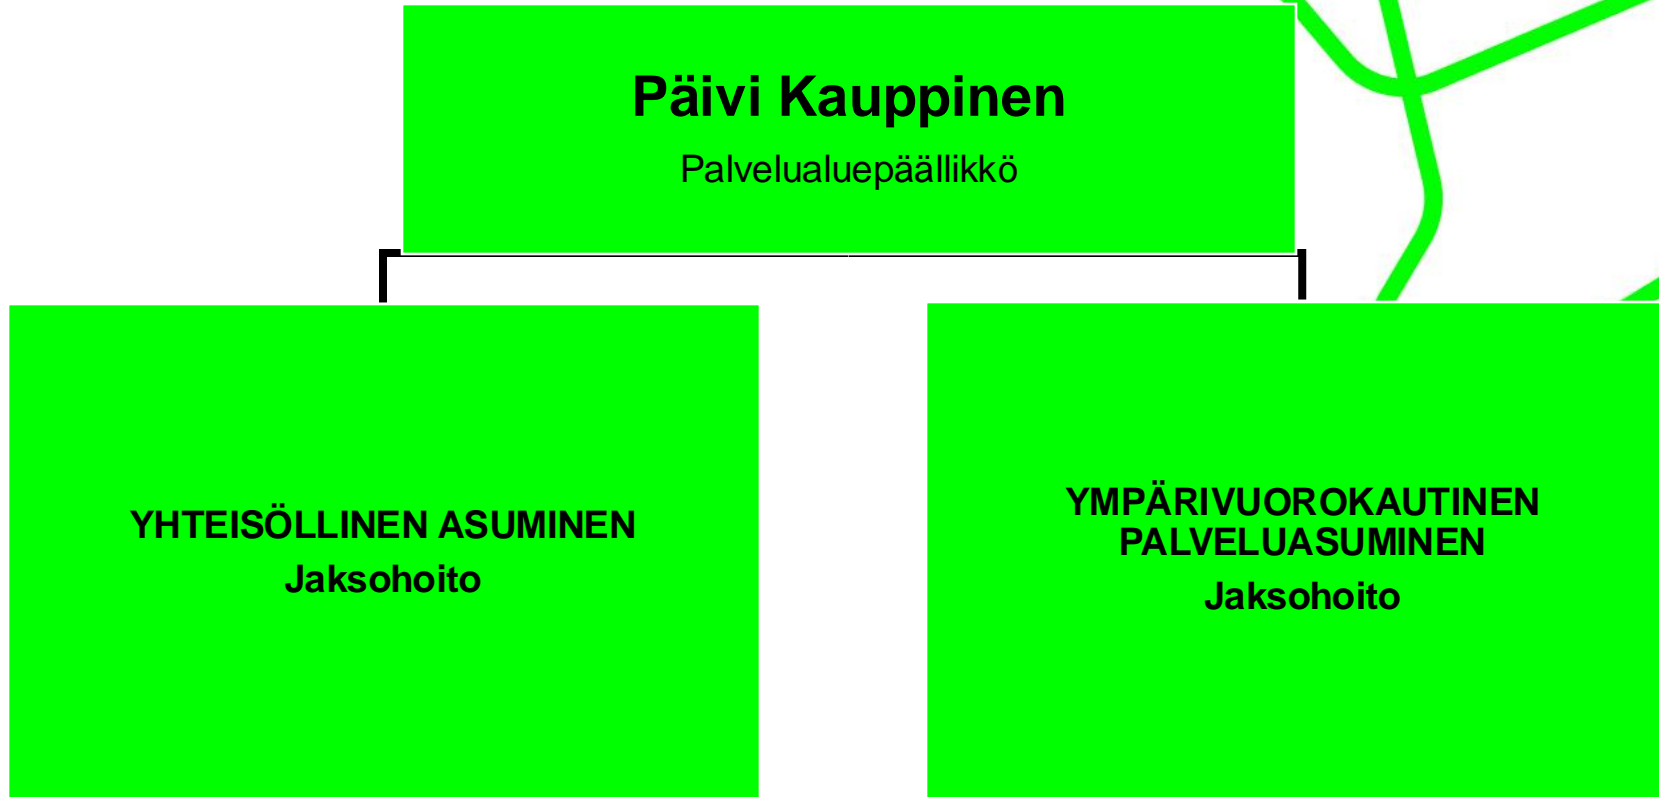 Päivi Kauppinen
Palvelualuepäällikkö
YHTEISÖLLINEN ASUMINEN
Jaksohoito
YMPÄRIVUOROKAUTINEN
PALVELUASUMINEN
Jaksohoito